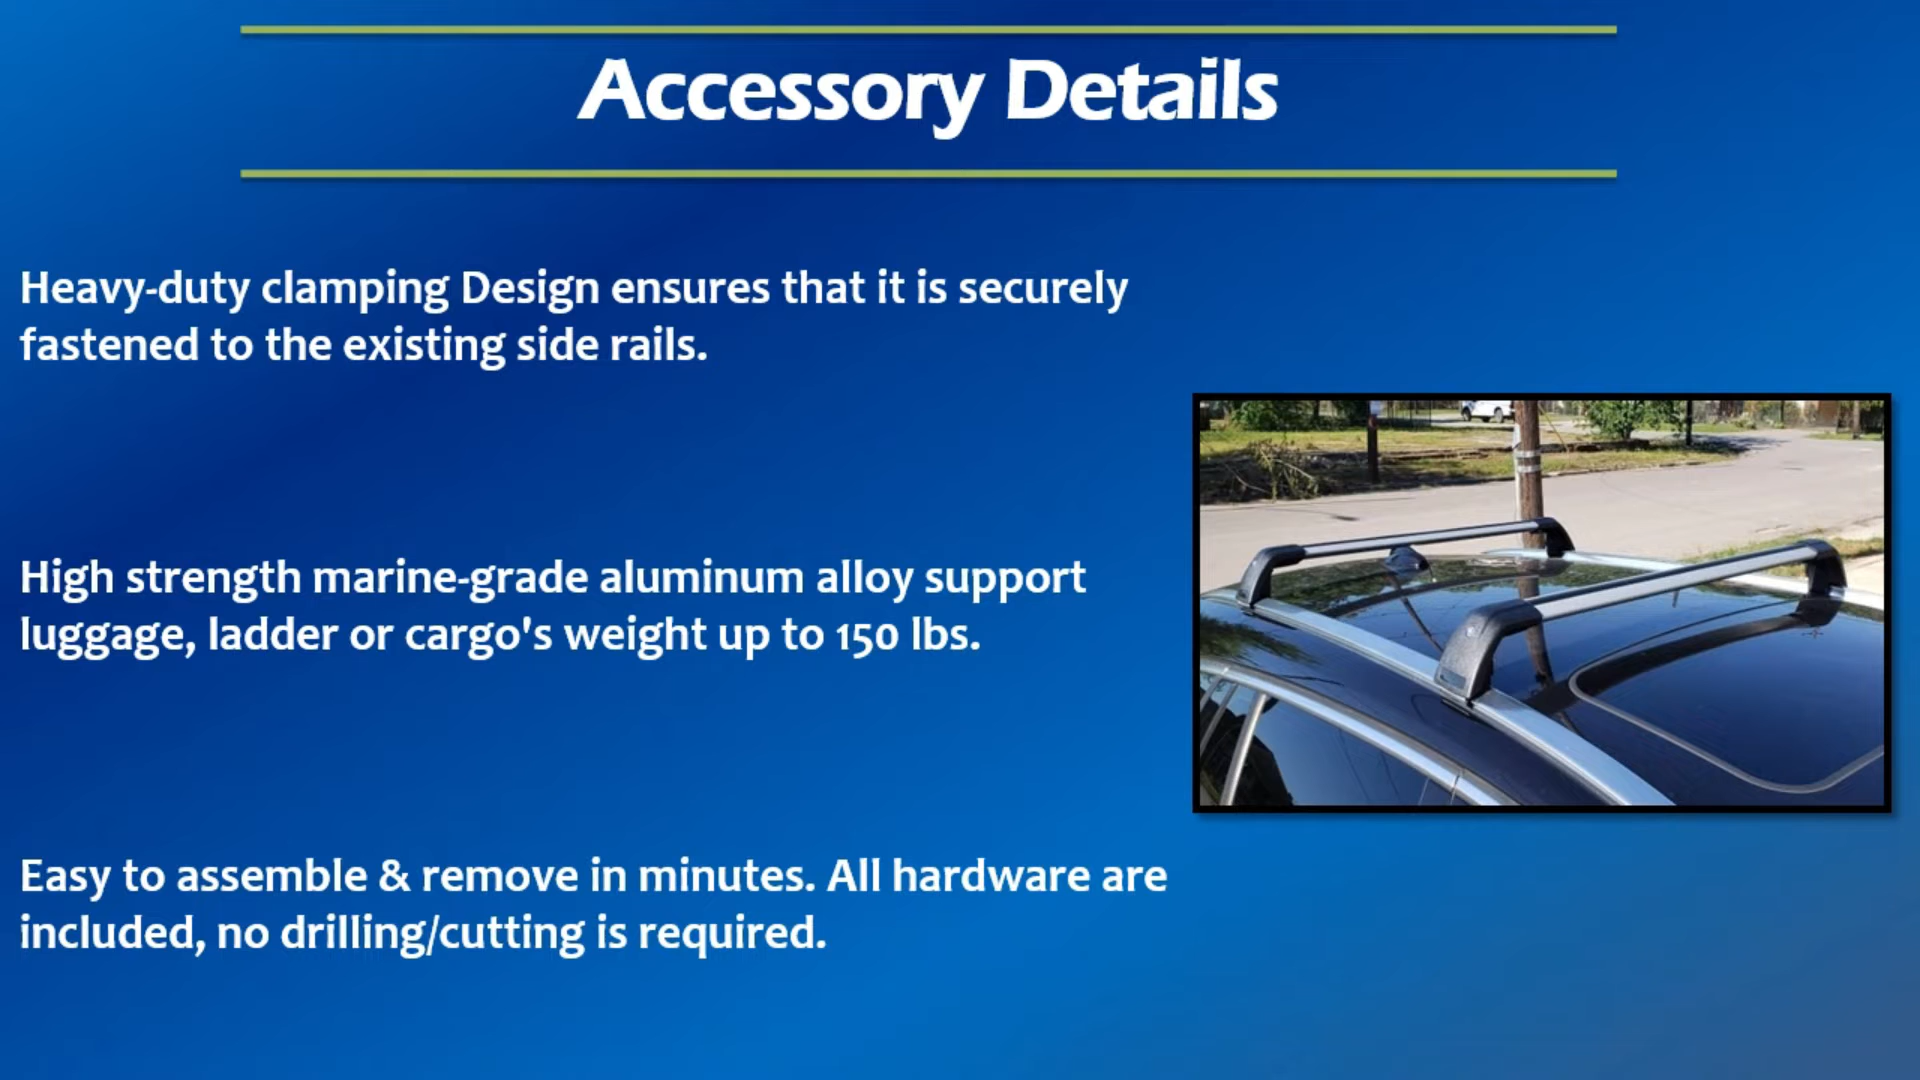 Accessory Details
Heavy-duty clamping Design ensures that it is securely
fastened to the existing side rails.
High strength marine-grade aluminum alloy support
luggage, ladder or cargo's weight up to 150 lbs.
Easy to assemble & remove in minutes. All hardware are
included, no drilling/cutting is required.